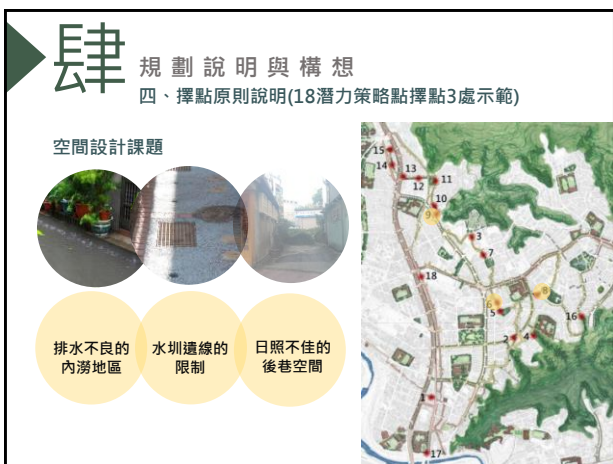 肆
規劃說明與構想
四、擇點原則說明(18潛力策略點擇點3處示範)
空間設計課題
排水不良的
內澇地區
水圳遺線的
限制
日照不佳的
後巷空間
15
14
13
12
11
10
9
3
7
18
6
8
5
16
2
4
1
17